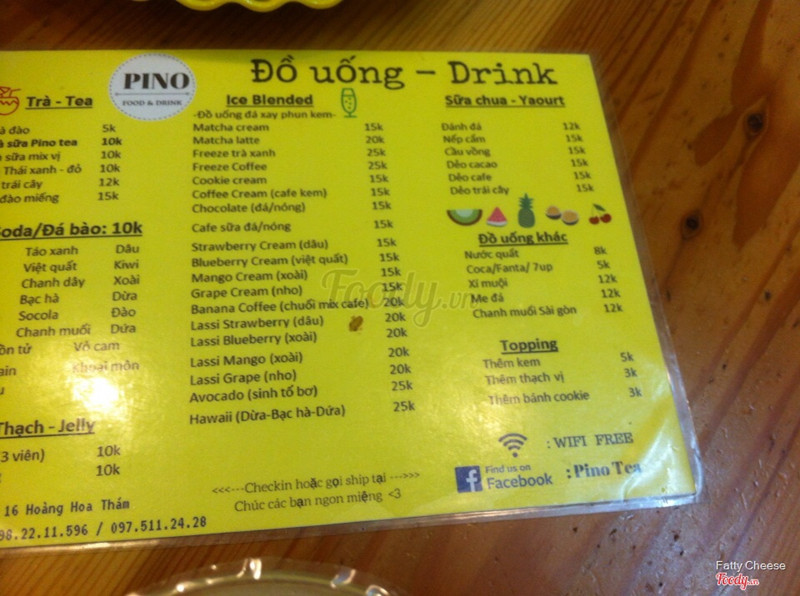 PINO
FOOD & DRINK
Đồ uống - Drink
Trà - Tea
đào 5k
sữa Pino tea 10k
sữa mix vị 10k
Thái xanh - đỏ 10k
trái cây 12k
đào miếng 15k
Soda/Đá bào: 10k
Táo xanh Dâu
Việt quất Kiwi
Chanh dây Xoài
Bạc hà Dừa
Socola Đào
Chanh muối Dứa
Vỏ cam
Khoai môn
Thạch - Jelly
(3 viên) 10k
10k
16 Hoàng Hoa Thám
98.22.11.596 / 097.511.24.28
Ice Blended
-Đồ uống đá xay phun kem-
Matcha cream 15k
Matcha latte 20k
Freeze trà xanh 25k
Freeze Coffee 25k
Cookie cream 15k
Coffee Cream (cafe kem) 15k
Chocolate (đá/nóng) 15k
Cafe sữa đá/nóng 15k
Strawberry Cream (dâu) 15k
Blueberry Cream (việt quất) 15k
Mango Cream (xoài) 15k
Grape Cream (nho) 15k
Banana Coffee (chuối mix cafe) 20k
Lassi Strawberry (dâu) 20k
Lassi Blueberry (xoài) 20k
Lassi Mango (xoài) 20k
Lassi Grape (nho) 20k
Avocado (sinh tố bơ) 25k
Hawaii (Dừa-Bạc hà-Dứa) 25k
<<<---Checkin hoặc gọi ship tại --->>>
Chúc các bạn ngon miệng <3
Sữa chua - Yaourt
Đánh đá 12k
Nếp cẩm 15k
Cầu vồng 15k
Dẻo cacao 15k
Dẻo cafe 15k
Dẻo trái cây 15k
Đồ uống khác
Nước quất 8k
Coca/Fanta/ 7up 5k
Xí muội 12k
Me đá 12k
Chanh muối Sài gòn 12k
Topping
Thêm kem 5k
Thêm thạch vị 3k
Thêm bánh cookie 3k
: WIFI FREE
Find us on
Facebook
: Pino Tea
Foody.vn
Fatty Cheese
Foody.vn